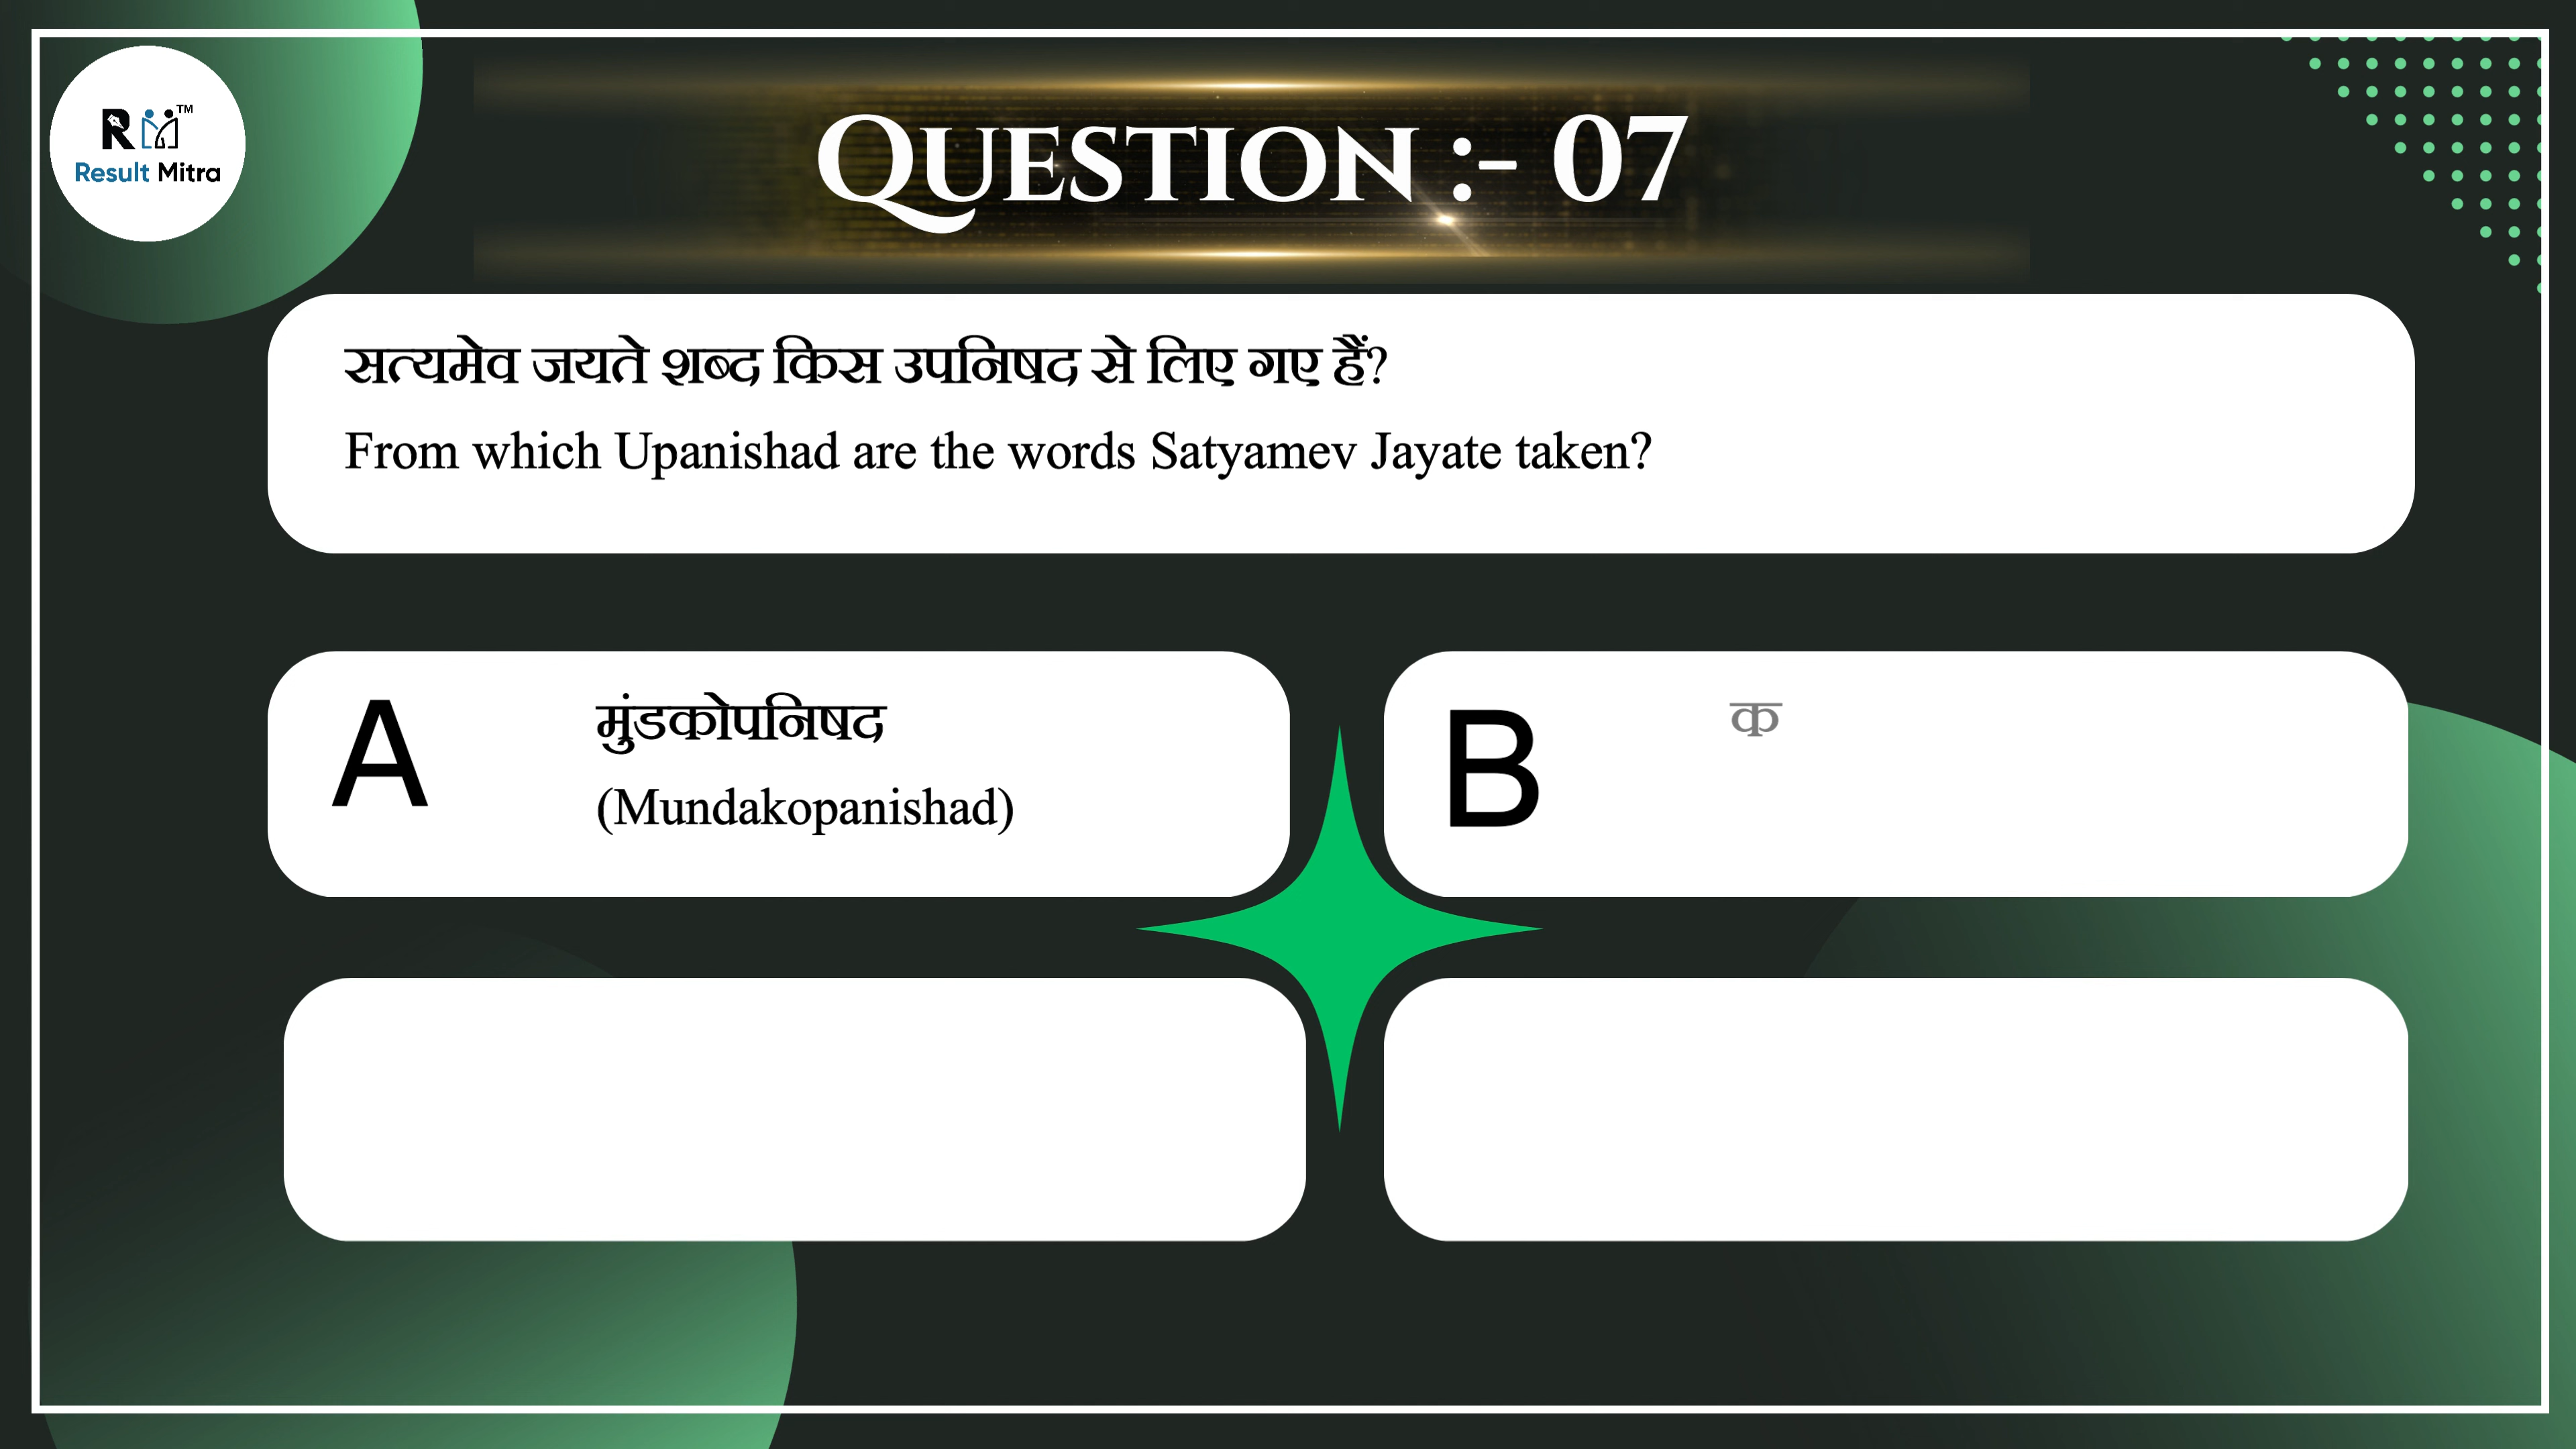 R TM
Result Mitra
QUESTION :- 07
सत्यमेव जयते शब्द किस उपनिषद से लिए गए हैं?
From which Upanishad are the words Satyamev Jayate taken?
A
मुंडकोपनिषद
(Mundakopanishad)
B
क